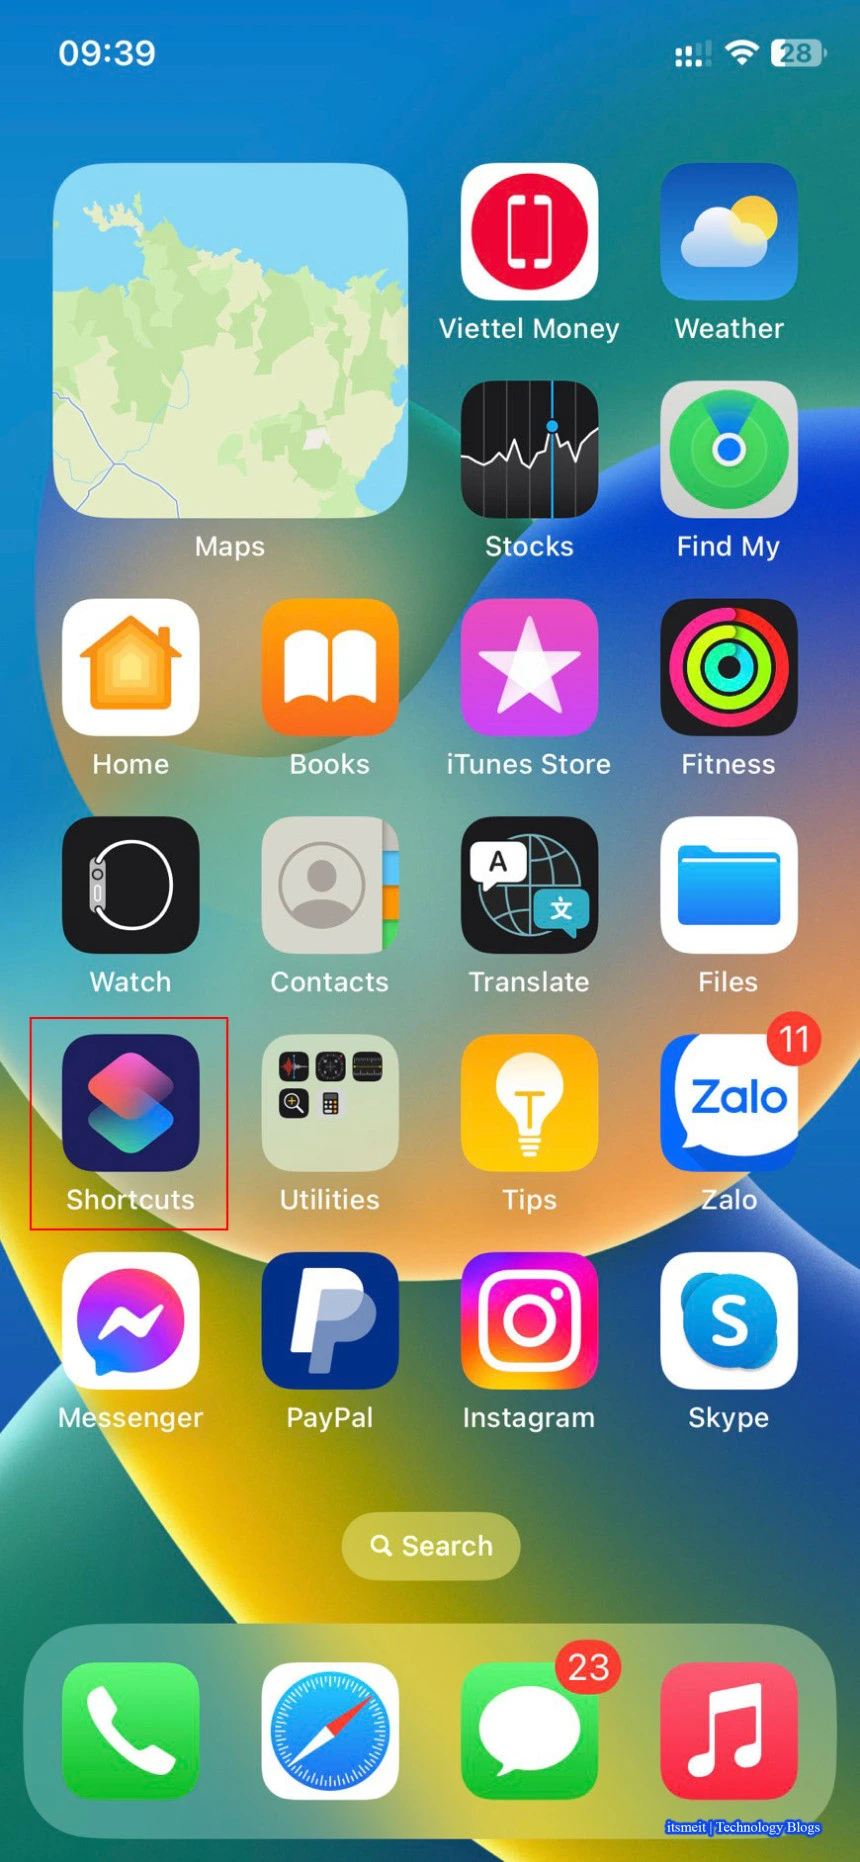 09:39
28
Viettel Money
Weather
Maps
Stocks
Find My
Home
Books
iTunes Store
Fitness
A
文
Watch
Contacts
Translate
Files
11
Zalo
Shortcuts
Utilities
Tips
Zalo
S
Messenger
PayPal
Instagram
Skype
Search
23
itsmeit | Technology Blogs